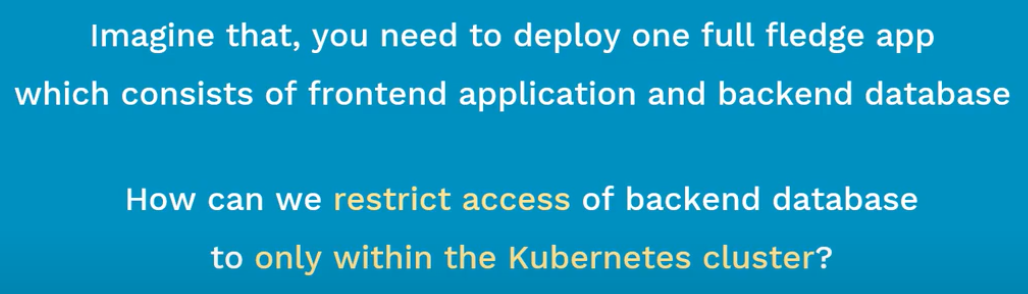 Imagine that, you need to deploy one full fledge app
which consists of frontend application and backend database
How can we restrict access of backend database
to only within the Kubernetes cluster?